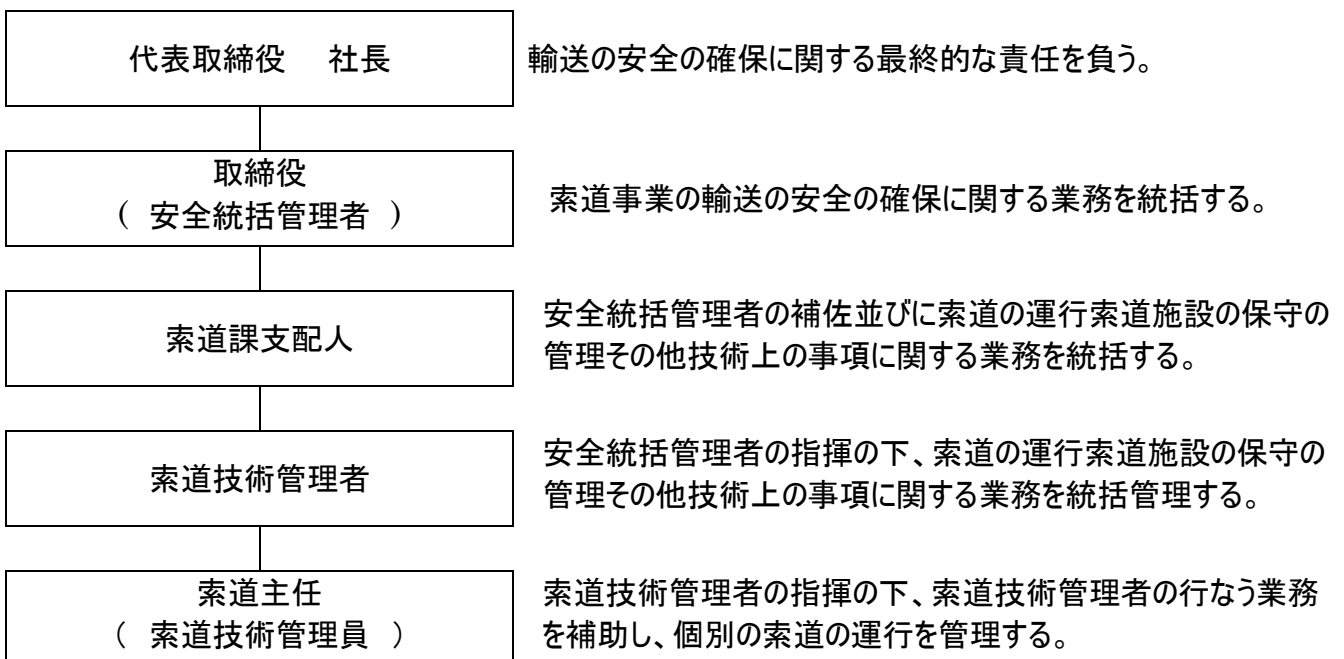 代表取締役　社長
輸送の安全の確保に関する最終的な責任を負う。
取締役
（ 安全統括管理者 ）
索道事業の輸送の安全の確保に関する業務を統括する。
索道課支配人
安全統括管理者の補佐並びに索道の運行索道施設の保守の
管理その他技術上の事項に関する業務を統括する。
索道技術管理者
安全統括管理者の指揮の下、索道の運行索道施設の保守の
管理その他技術上の事項に関する業務を統括管理する。
索道主任
（ 索道技術管理員 ）
索道技術管理者の指揮の下、索道技術管理者の行なう業務
を補助し、個別の索道の運行を管理する。